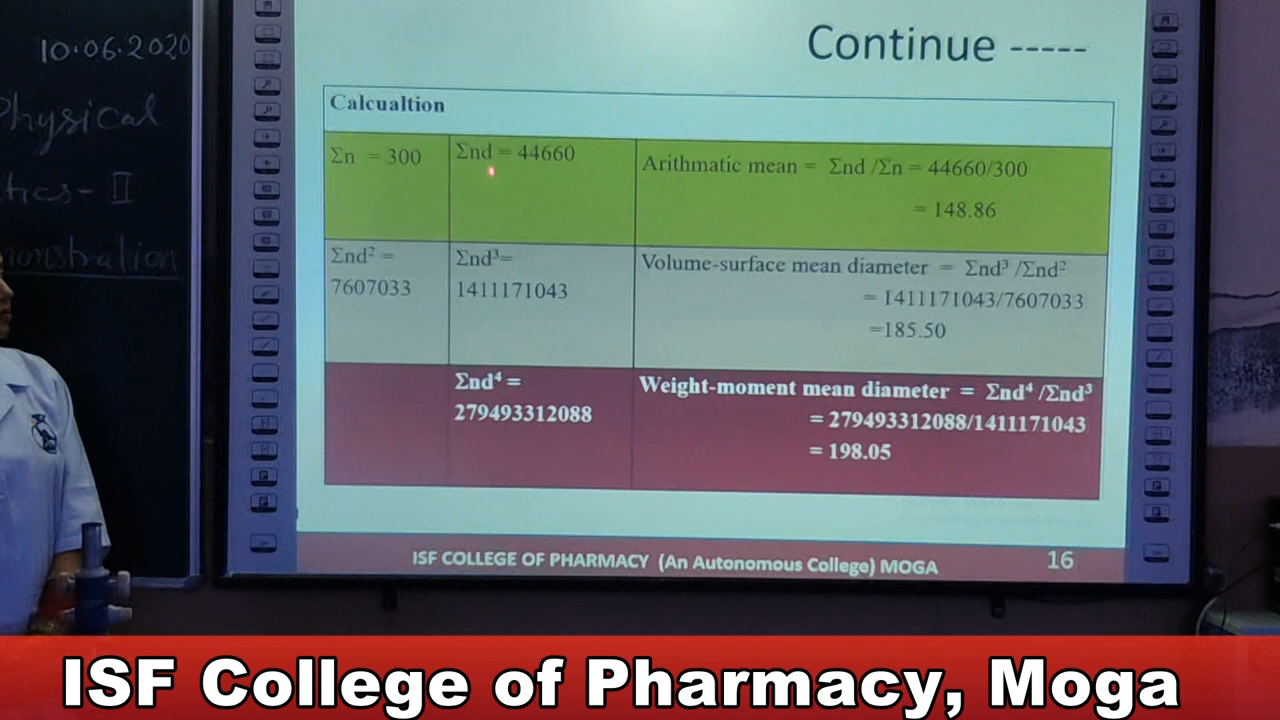 10.06.2020
Physical
tics - II
monstration
Continue -----
Calcualtion
Σn = 300
Σnd = 44660
Arithmatic mean = Σnd /Σn = 44660/300
= 148.86
Σnd² =
7607033
Σnd³=
1411171043
Volume-surface mean diameter = Σnd³ /Σnd²
= 1411171043/7607033
=185.50
Σnd⁴ =
279493312088
Weight-moment mean diameter = Σnd⁴ /Σnd³
= 279493312088/1411171043
= 198.05
ISF COLLEGE OF PHARMACY (An Autonomous College) MOGA
16
ISF College of Pharmacy, Moga